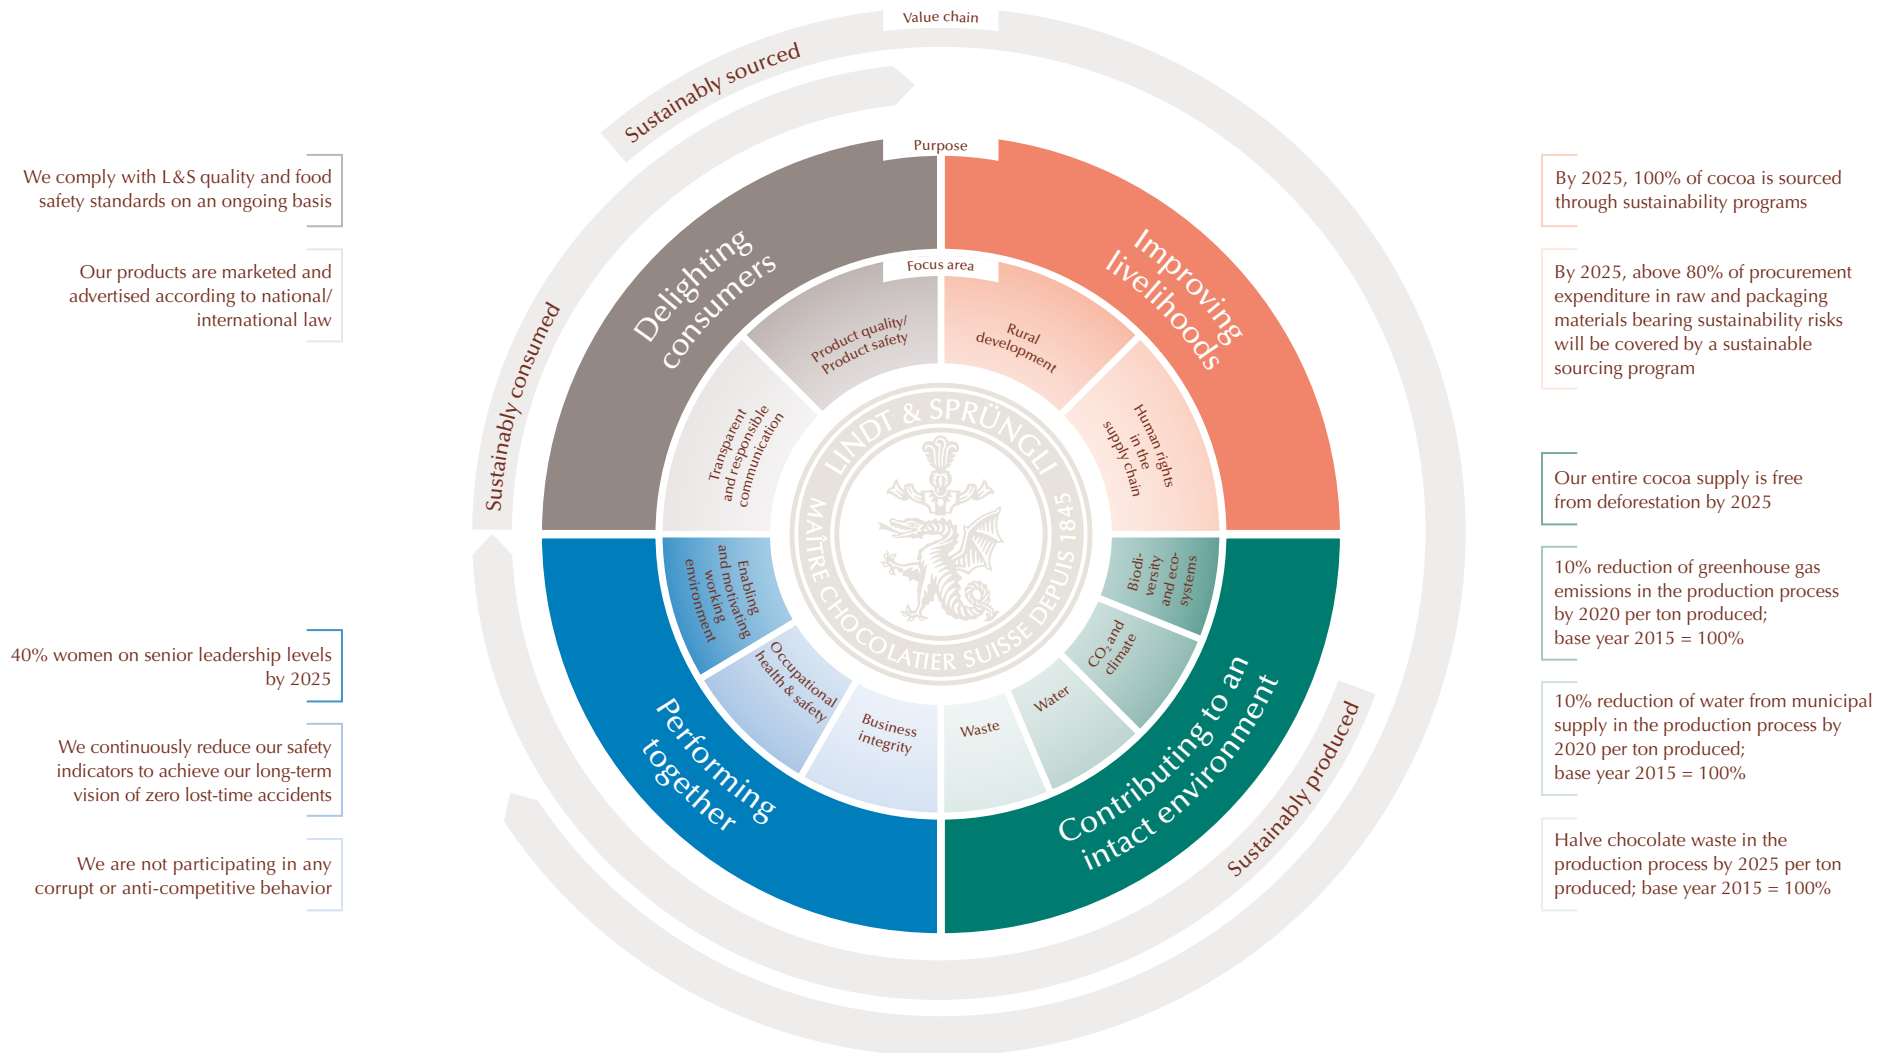 Value chain
Sustainably sourced
Sustainably consumed
Sustainably produced
Purpose
Delighting
consumers
Improving
livelihoods
Performing
together
Contributing to an
intact environment
Focus area
Product quality/
Product safety
Transparent
and responsible
communication
Rural
development
Human rights
in the
supply chain
Enabling
and motivating
working
environment
Occupational
health & safety
Business
integrity
Biodi-
versity
and eco-
systems
CO₂ and
climate
Water
Waste
LINDT & SPRÜNGLI
MAÎTRE CHOCOLATIER SUISSE DEPUIS 1845
We comply with L&S quality and food
safety standards on an ongoing basis
Our products are marketed and
advertised according to national/
international law
40% women on senior leadership levels
by 2025
We continuously reduce our safety
indicators to achieve our long-term
vision of zero lost-time accidents
We are not participating in any
corrupt or anti-competitive behavior
By 2025, 100% of cocoa is sourced
through sustainability programs
By 2025, above 80% of procurement
expenditure in raw and packaging
materials bearing sustainability risks
will be covered by a sustainable
sourcing program
Our entire cocoa supply is free
from deforestation by 2025
10% reduction of greenhouse gas
emissions in the production process
by 2020 per ton produced;
base year 2015 = 100%
10% reduction of water from municipal
supply in the production process by
2020 per ton produced;
base year 2015 = 100%
Halve chocolate waste in the
production process by 2025 per ton
produced; base year 2015 = 100%